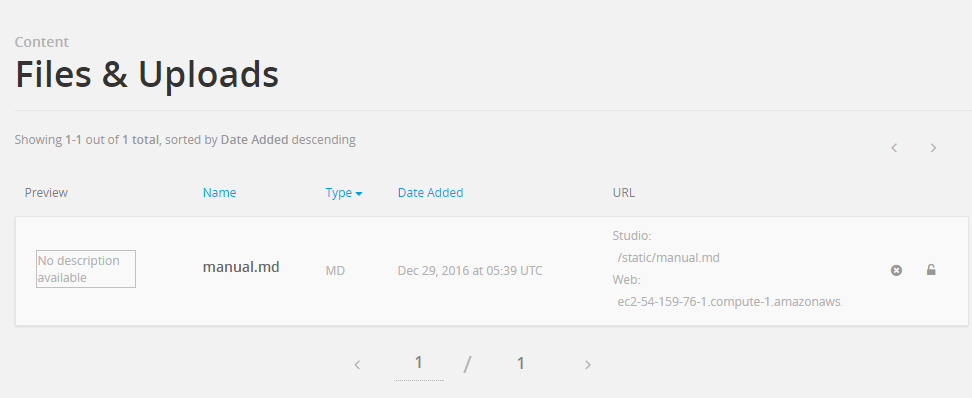 Content
Files & Uploads
Showing 1-1 out of 1 total, sorted by Date Added descending
Preview Name Type Date Added URL
No description
available
manual.md
MD
Dec 29, 2016 at 05:39 UTC
Studio:
/static/manual.md
Web:
ec2-54-159-76-1.compute-1.amazonaws
1 / 1